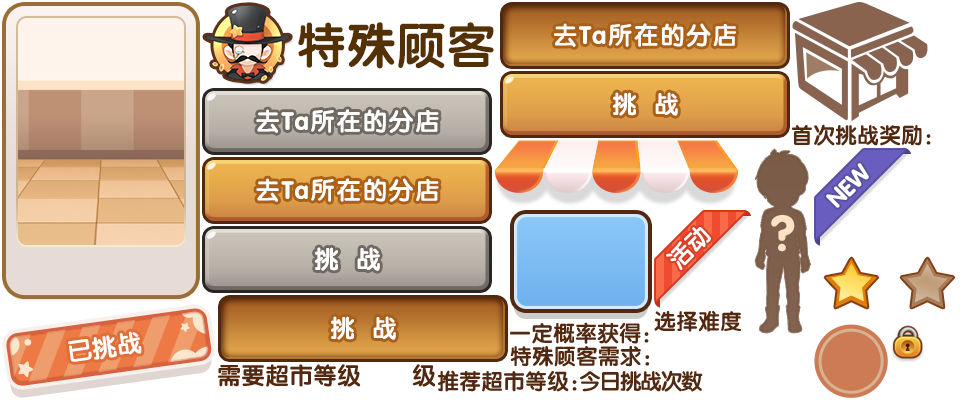 特殊顾客
去Ta所在的分店
去Ta所在的分店
挑 战
首次挑战奖励:
去Ta所在的分店
NEW
挑 战
活动
?
挑 战
已挑战
选择难度
一定概率获得:
特殊顾客需求:
需要超市等级
级
推荐超市等级:
今日挑战次数